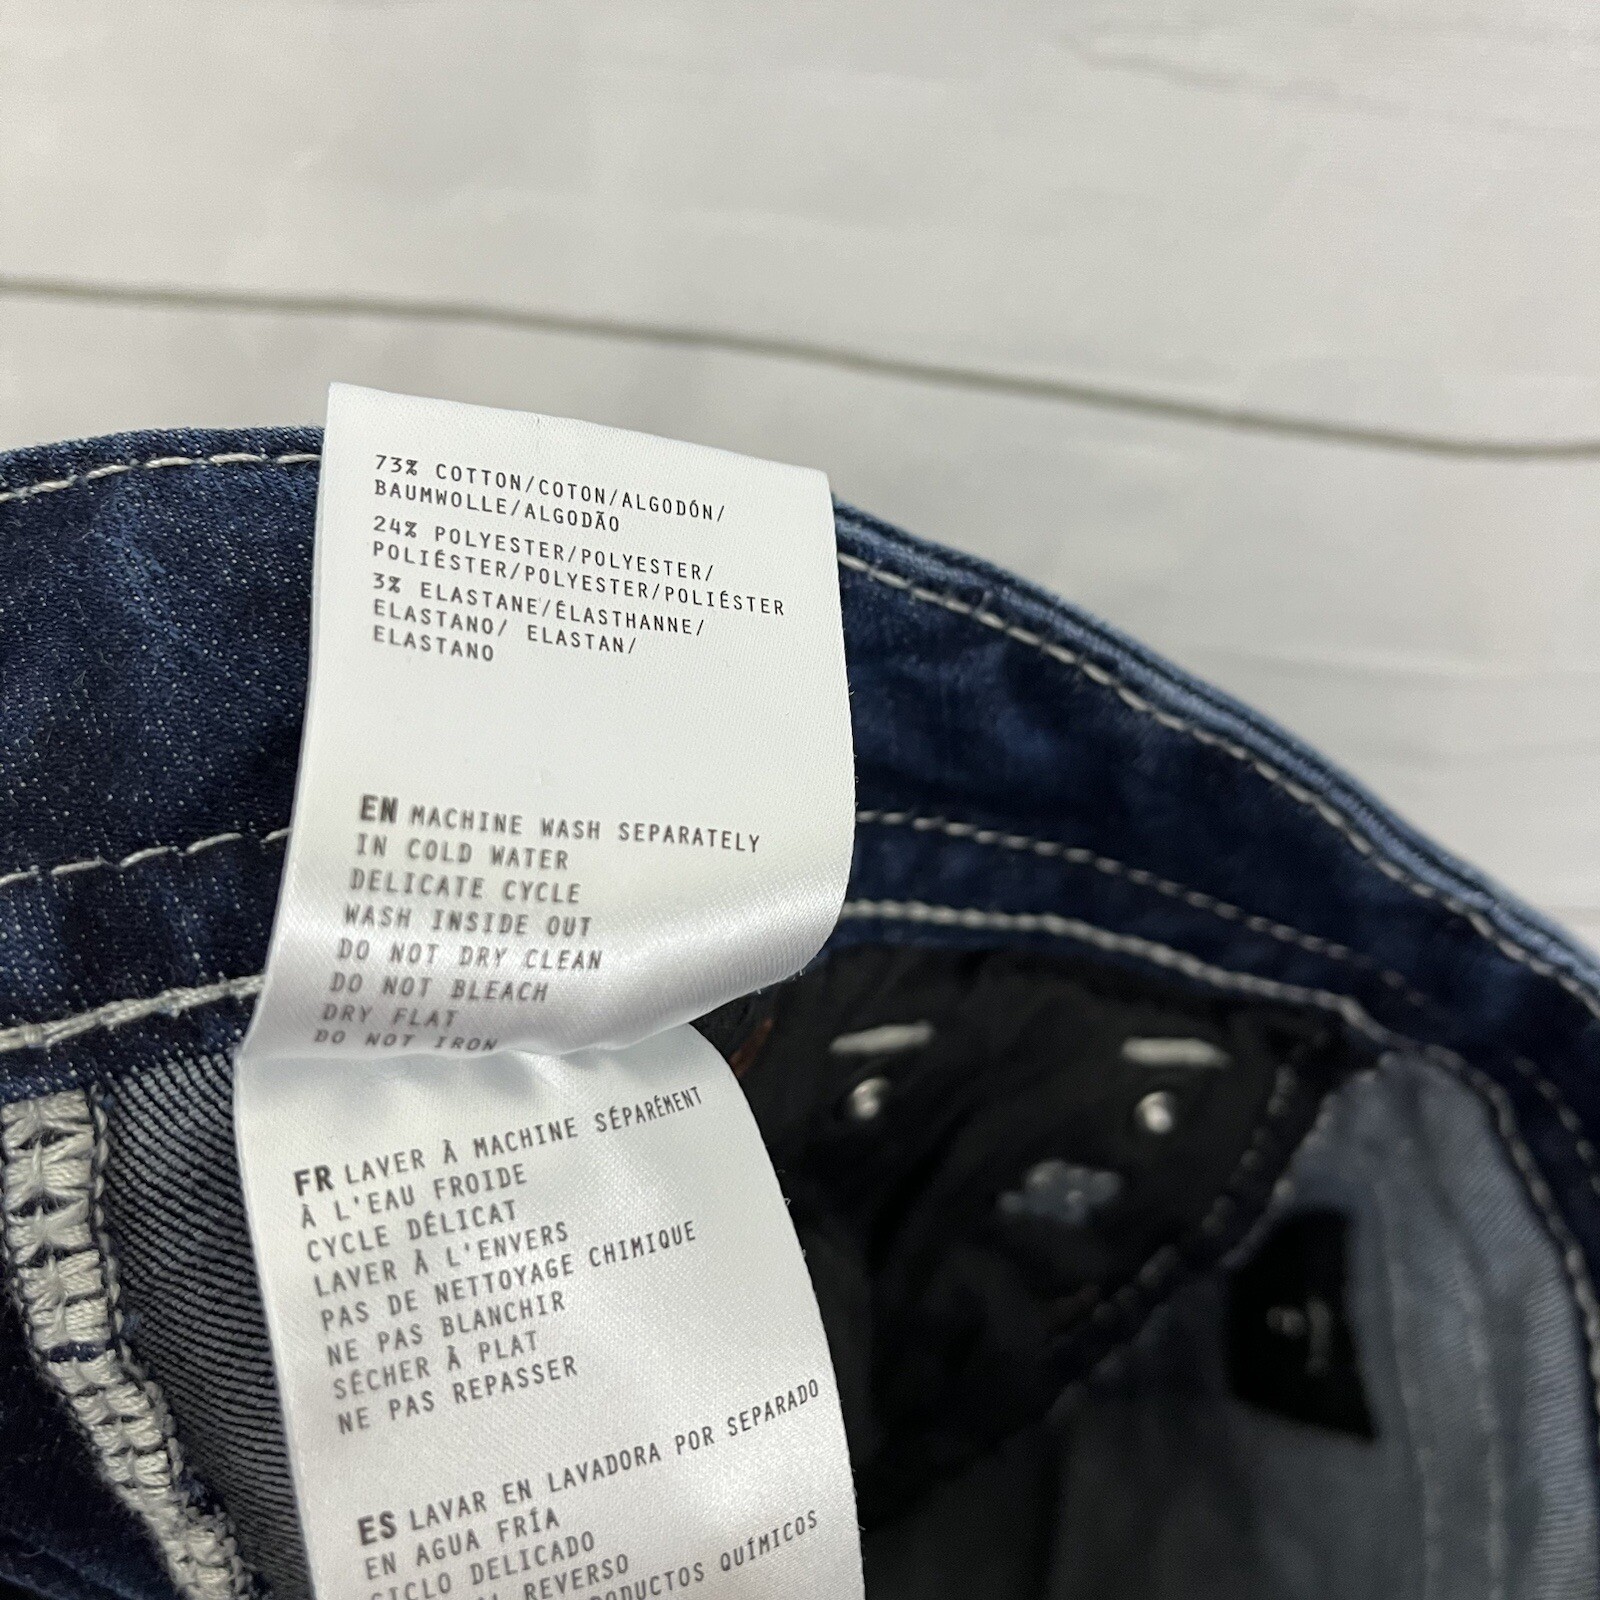 73% COTTON/COTON/ALGODÓN/
BAUMWOLLE/ALGODÃO
24% POLYESTER/POLYESTER/
POLIÉSTER/POLYESTER/POLIÉSTER
3% ELASTANE/ÉLASTHANNE/
ELASTANO/ ELASTAN/
ELASTANO
EN MACHINE WASH SEPARATELY
IN COLD WATER
DELICATE CYCLE
WASH INSIDE OUT
DO NOT DRY CLEAN
DO NOT BLEACH
DRY FLAT
DO NOT IRON
FR LAVER À MACHINE SÉPARÉMENT
À L'EAU FROIDE
CYCLE DÉLICAT
LAVER À L'ENVERS
PAS DE NETTOYAGE CHIMIQUE
NE PAS BLANCHIR
SÉCHER À PLAT
NE PAS REPASSER
ES LAVAR EN LAVADORA POR SEPARADO
EN AGUA FRÍA
CICLO DELICADO
REVERSO
QUÍMICOS